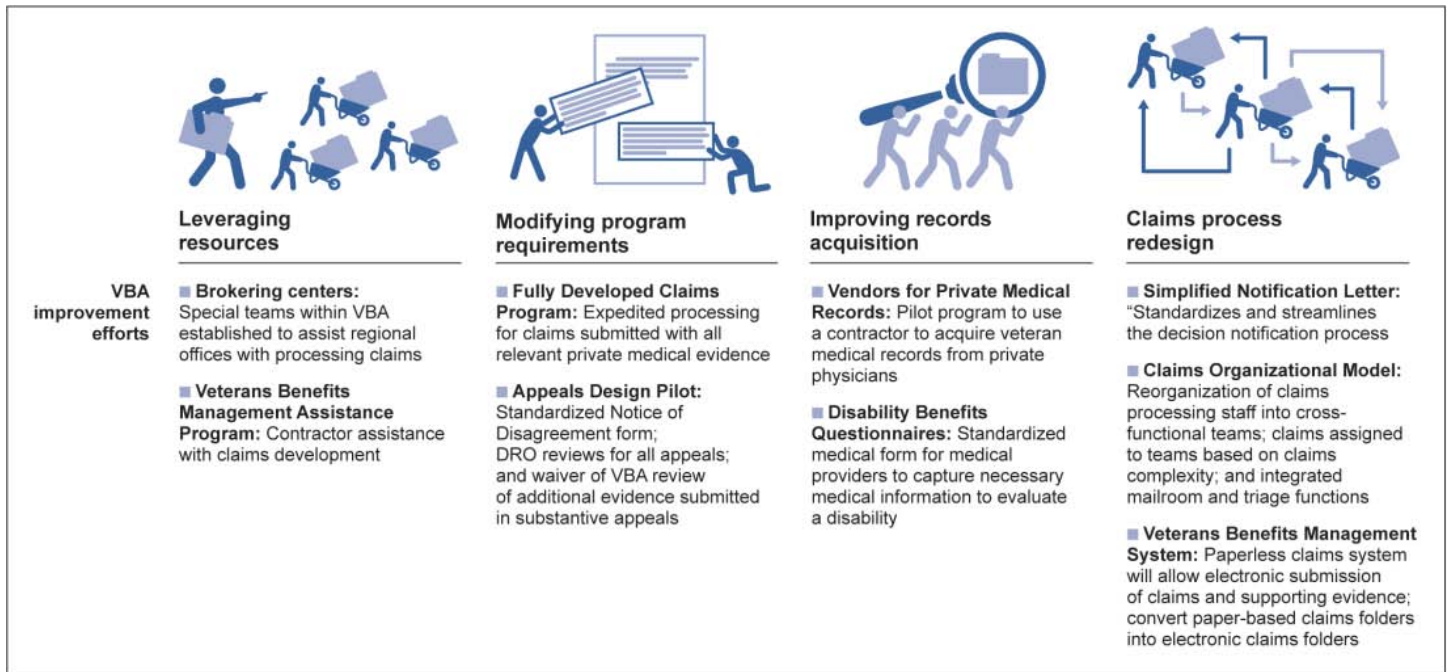 Leveraging
resources
Modifying program
requirements
Improving records
acquisition
Claims process
redesign
VBA
improvement
efforts
Brokering centers:
Special teams within VBA
established to assist regional
offices with processing claims
Veterans Benefits
Management Assistance
Program: Contractor assistance
with claims development
Fully Developed Claims
Program: Expedited processing
for claims submitted with all
relevant private medical evidence
Appeals Design Pilot:
Standardized Notice of
Disagreement form;
DRO reviews for all appeals;
and waiver of VBA review
of additional evidence submitted
in substantive appeals
Vendors for Private Medical
Records: Pilot program to use
a contractor to acquire veteran
medical records from private
physicians
Disability Benefits
Questionnaires: Standardized
medical form for medical
providers to capture necessary
medical information to evaluate
a disability
Simplified Notification Letter:
“Standardizes and streamlines
the decision notification process
Claims Organizational Model:
Reorganization of claims
processing staff into cross-
functional teams; claims assigned
to teams based on claims
complexity; and integrated
mailroom and triage functions
Veterans Benefits Management
System: Paperless claims system
will allow electronic submission
of claims and supporting evidence;
convert paper-based claims folders
into electronic claims folders